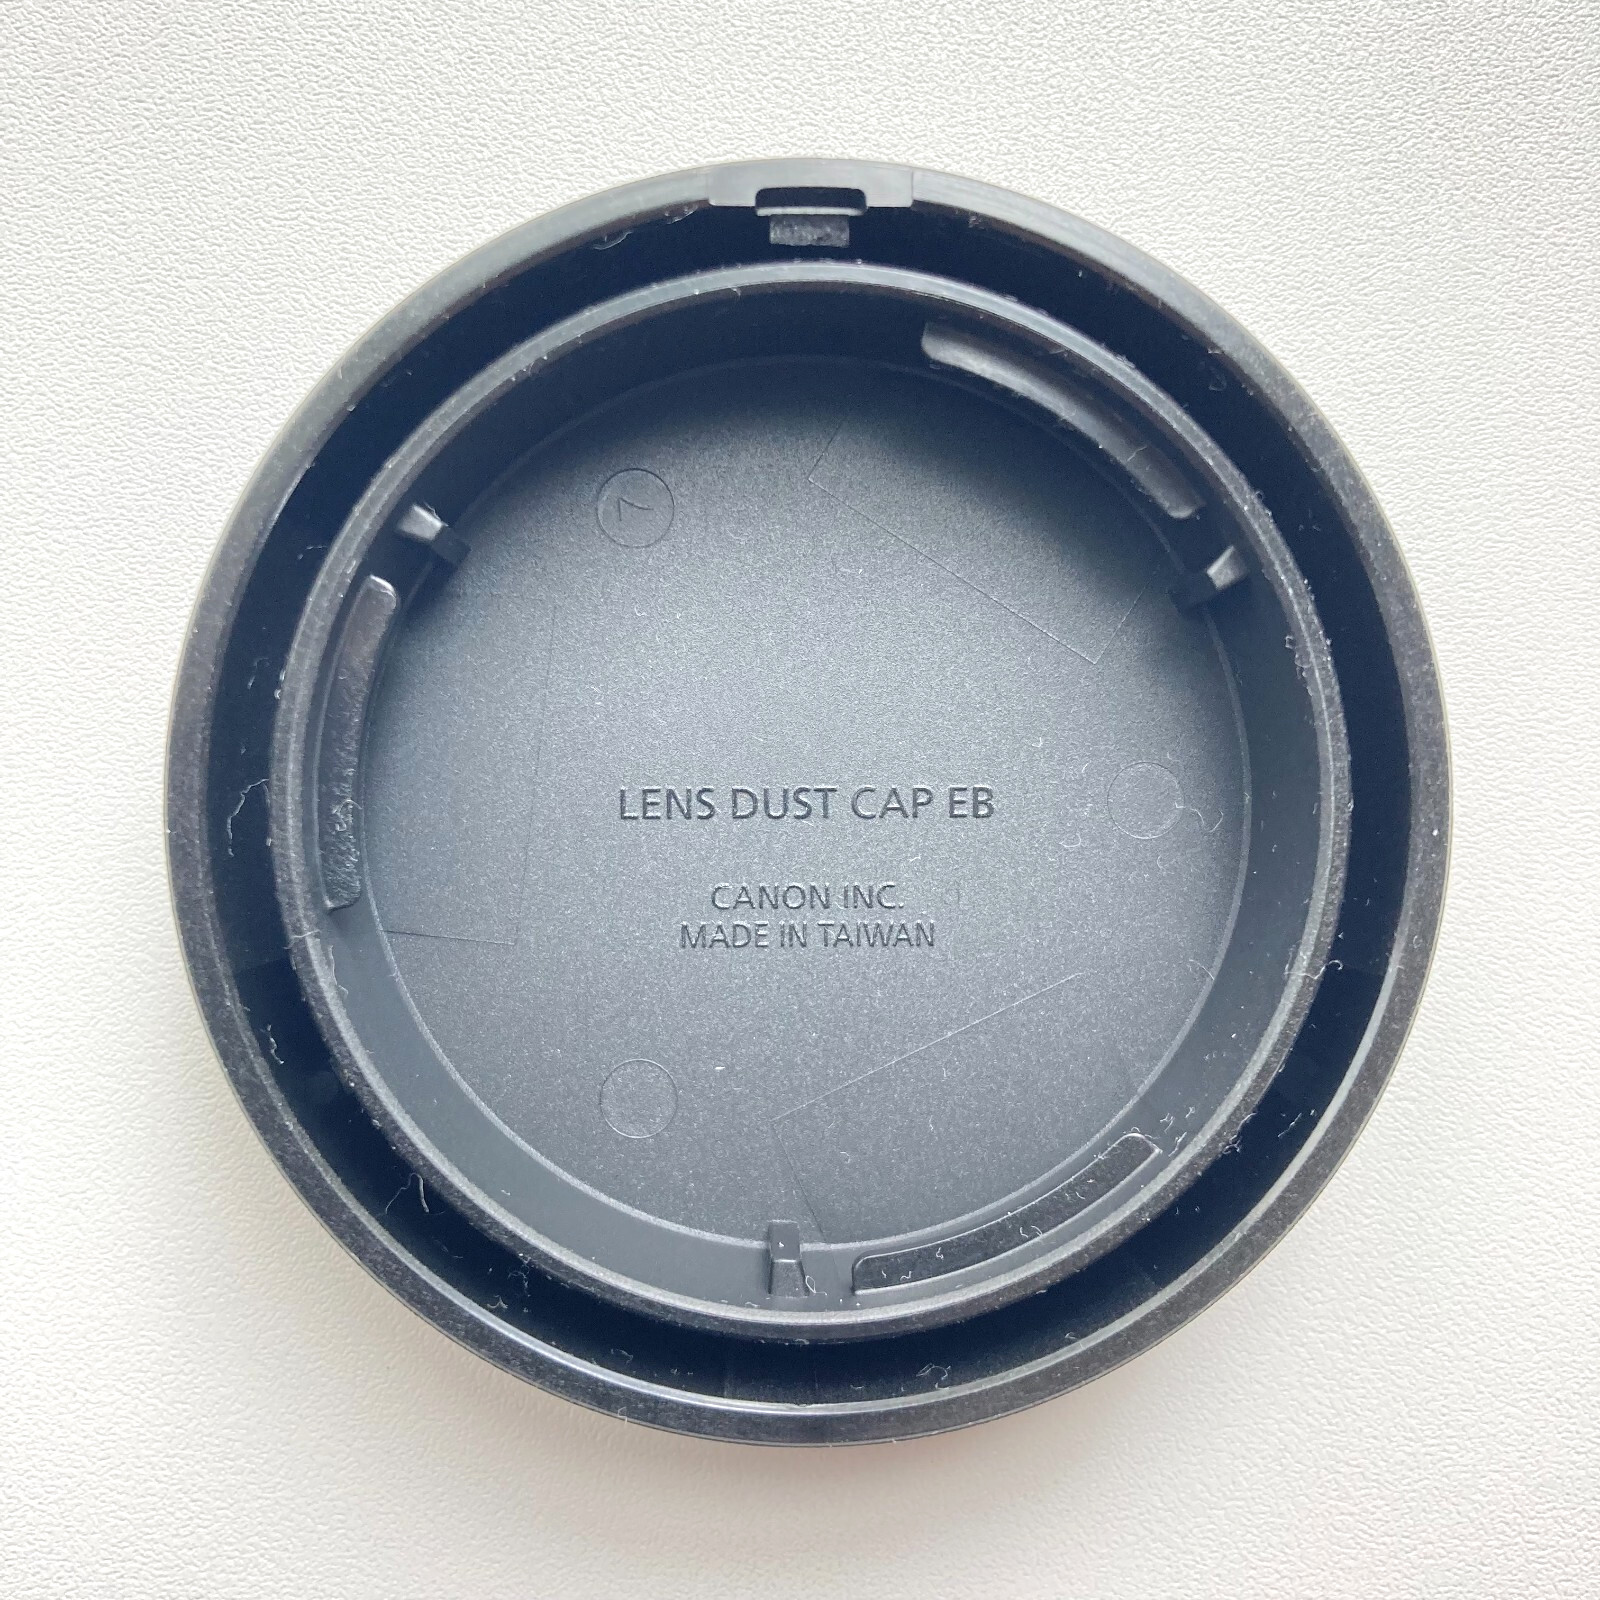 LENS DUST CAP EB
CANON INC.
MADE IN TAIWAN